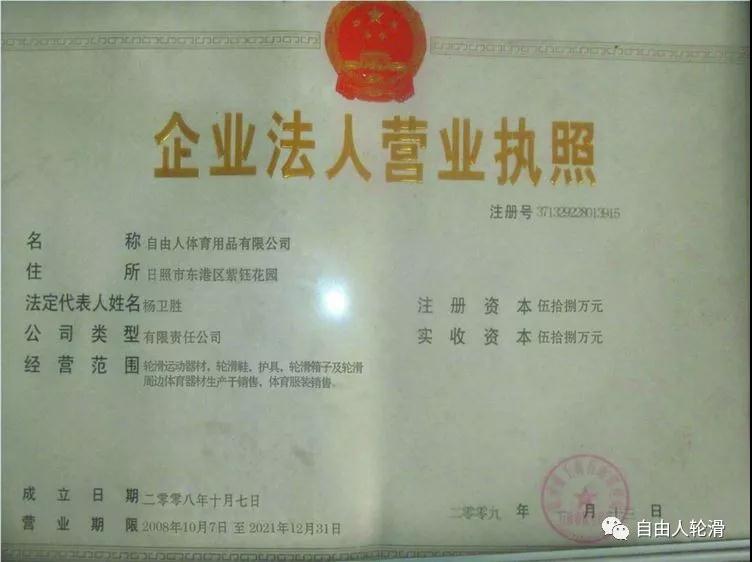 企业法人营业执照
注册号 371329228013915
名称 自由人体育用品有限公司
住所 日照市东港区紫钰花园
法定代表人姓名 杨卫胜
注册资本 伍拾捌万元
公司类型 有限责任公司
实收资本 伍拾捌万元
经营范围 轮滑运动器材,轮滑鞋,护具,轮滑箱子及轮滑
周边体育器材生产于销售、体育服装销售。
成立日期 二零零八年十月七日
二零零九 年 月 十二 日
营业期限 2008年10月7日 至 2021年12月31日
自由人轮滑